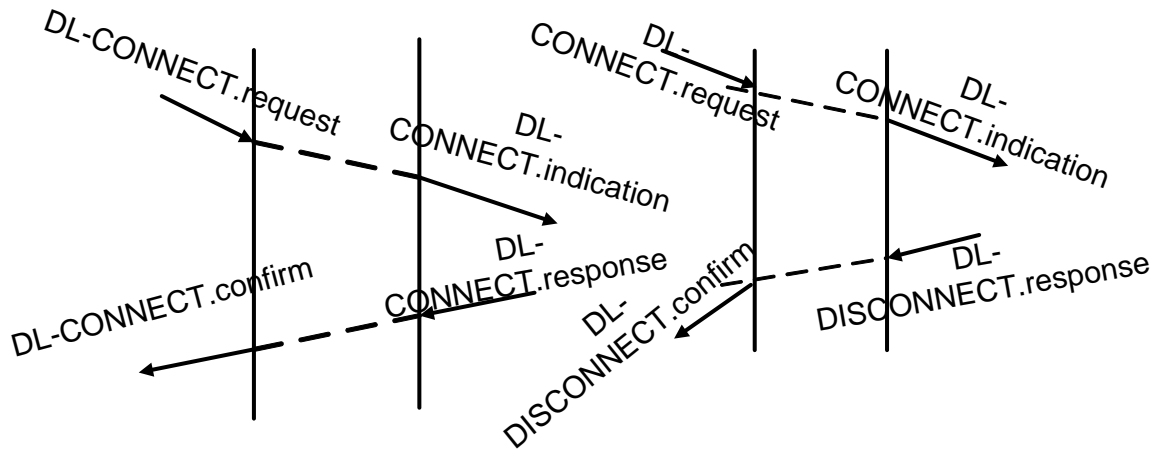 DL-CONNECT.request
DL-
CONNECT.indication
DL-
CONNECT.response
DL-CONNECT.confirm
DL-
CONNECT.request
DL-
CONNECT.indication
DL-
DISCONNECT.response
DL-
DISCONNECT.confirm